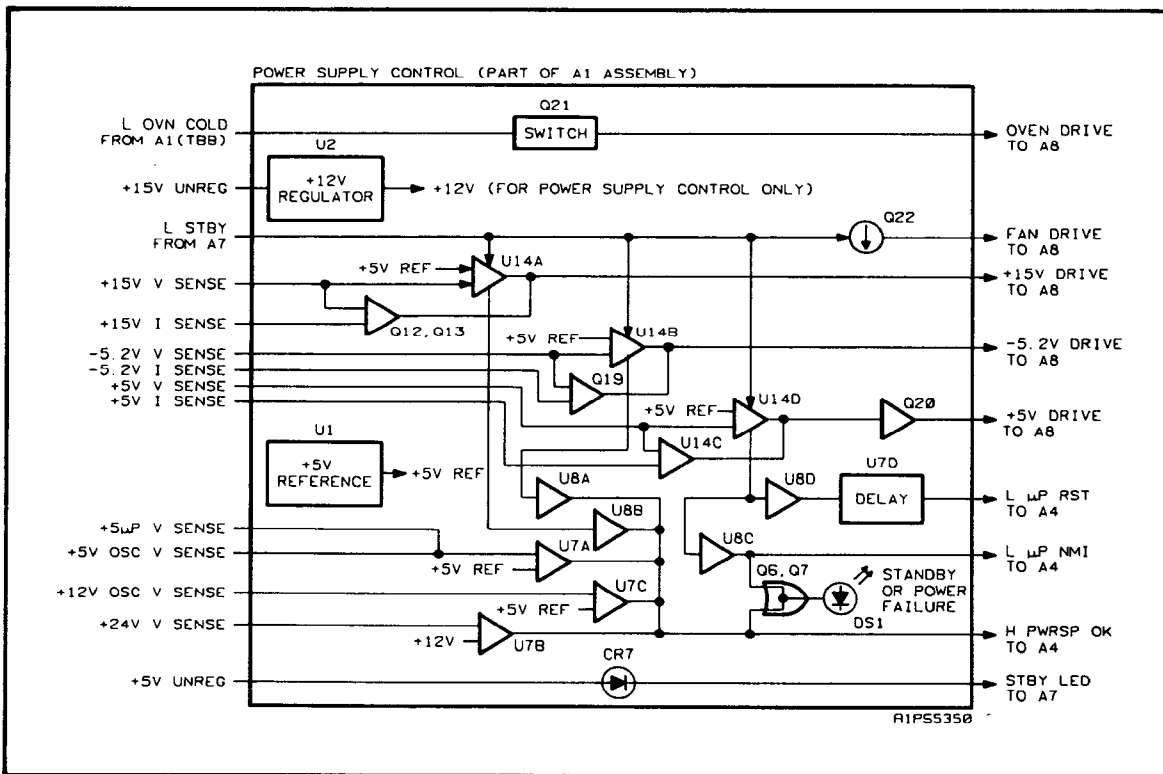 POWER SUPPLY CONTROL (PART OF A1 ASSEMBLY)
L OVN COLD
FROM A1(TBB)
Q21
SWITCH
OVEN DRIVE
TO A8
U2
+15V UNREG
+12V
REGULATOR
+12V (FOR POWER SUPPLY CONTROL ONLY)
L STBY
FROM A7
Q22
FAN DRIVE
TO A8
+5V REF
U14A
+15V DRIVE
TO A8
+15V V SENSE
+15V I SENSE
Q12,Q13
+5V REF
U14B
-5.2V DRIVE
TO A8
-5.2V V SENSE
-5.2V I SENSE
Q19
+5V V SENSE
+5V I SENSE
+5V REF
U14D
Q20
+5V DRIVE
TO A8
U14C
U1
+5V
REFERENCE
+5V REF
U8A
U8D
U7D
DELAY
L μP RST
TO A4
U8B
+5μP V SENSE
U8C
L μP NMI
TO A4
+5V OSC V SENSE
U7A
+5V REF
Q6,Q7
STANDBY
OR POWER
FAILURE
DS1
+12V OSC V SENSE
U7C
+5V REF
+24V V SENSE
+12V
U7B
H PWRSP OK
TO A4
+5V UNREG
CR7
STBY LED
TO A7
A1PS5350